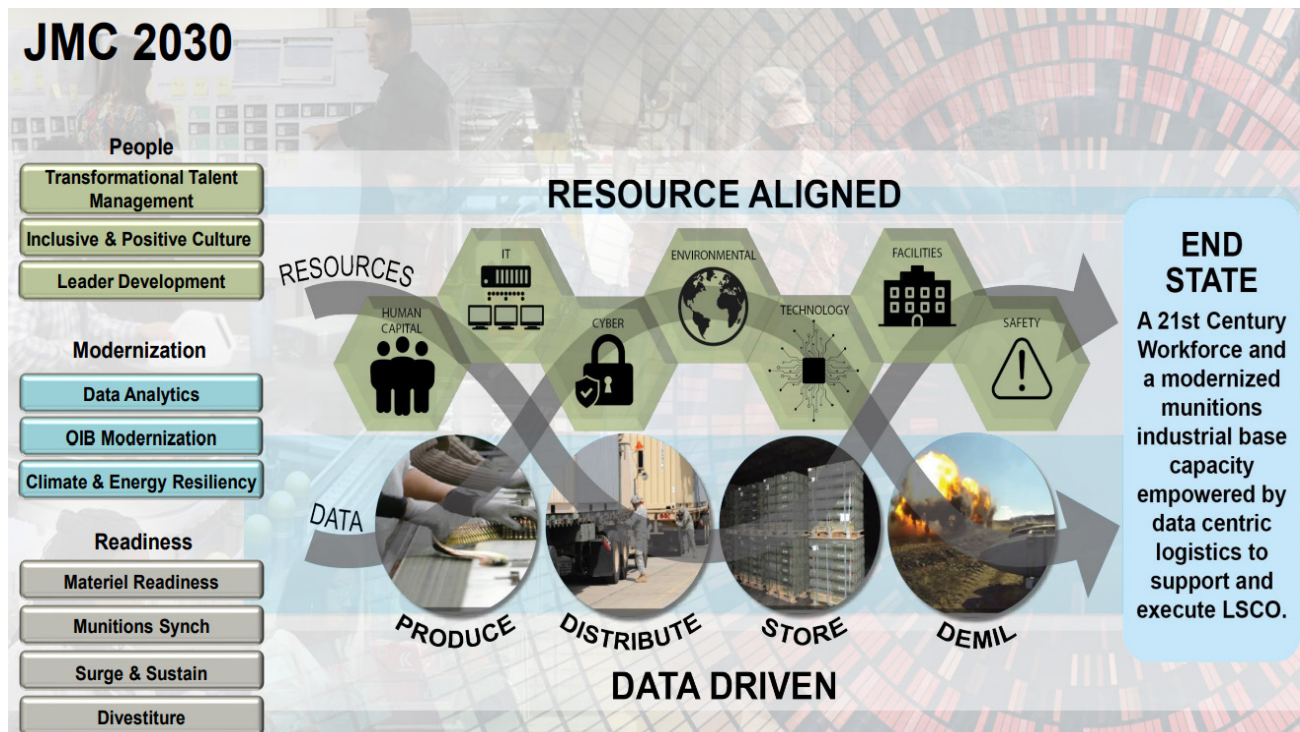 JMC 2030
People
Transformational Talent
Management
Inclusive & Positive Culture
Leader Development
Modernization
Data Analytics
OIB Modernization
Climate & Energy Resiliency
Readiness
Materiel Readiness
Munitions Synch
Surge & Sustain
Divestiture
RESOURCE ALIGNED
RESOURCES
HUMAN
CAPITAL
IT
CYBER
ENVIRONMENTAL
TECHNOLOGY
FACILITIES
SAFETY
DATA
PRODUCE
DISTRIBUTE
STORE
DEMIL
DATA DRIVEN
END
STATE
A 21st Century
Workforce and
a modernized
munitions
industrial base
capacity
empowered by
data centric
logistics to
support and
execute LSCO.